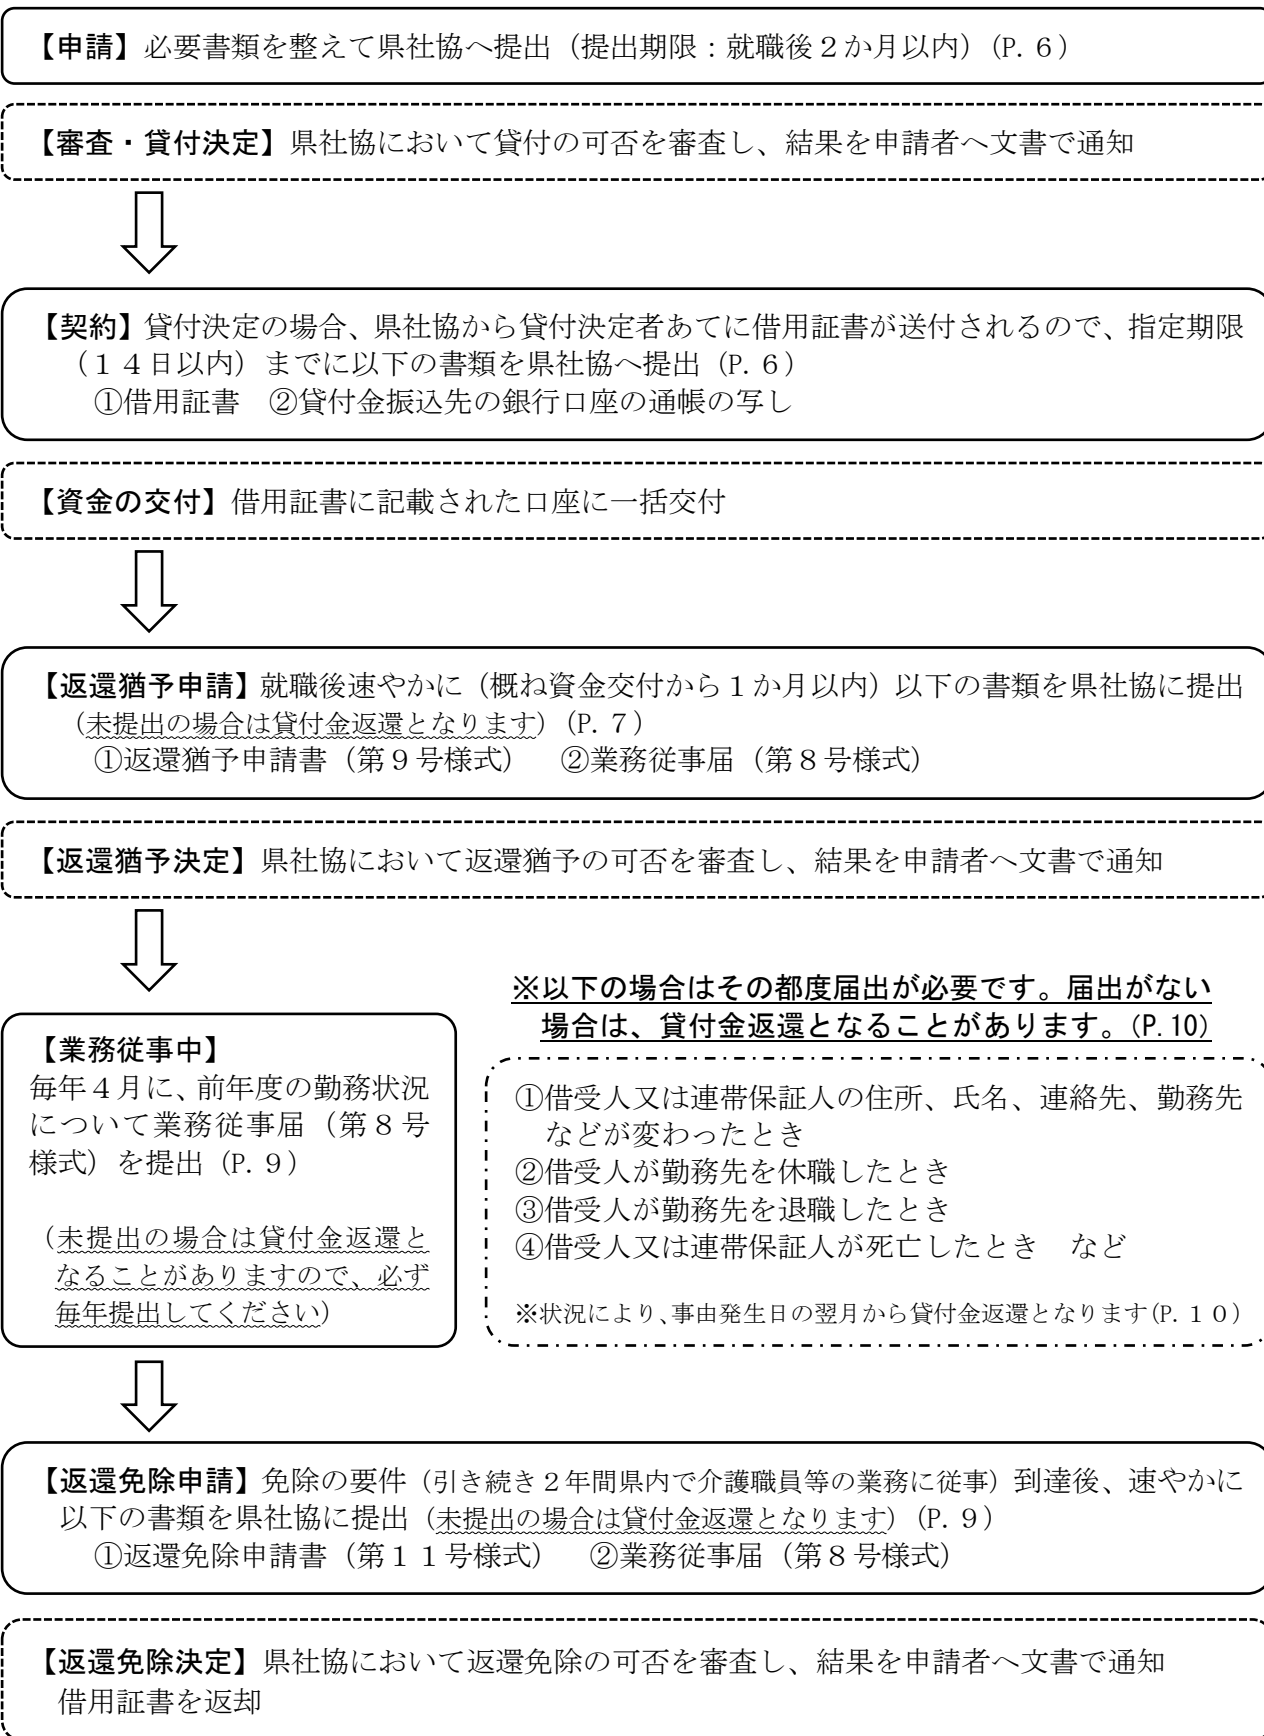 【申請】必要書類を整えて県社協へ提出（提出期限：就職後２か月以内）(P.６)
【審査・貸付決定】県社協において貸付の可否を審査し、結果を申請者へ文書で通知
【契約】貸付決定の場合、県社協から貸付決定者あてに借用証書が送付されるので、指定期限
（１４日以内）までに以下の書類を県社協へ提出（P.６）
①借用証書　②貸付金振込先の銀行口座の通帳の写し
【資金の交付】借用証書に記載された口座に一括交付
【返還猶予申請】就職後速やかに（概ね資金交付から１か月以内）以下の書類を県社協に提出
（未提出の場合は貸付金返還となります）（P.７）
①返還猶予申請書（第９号様式）　②業務従事届（第８号様式）
【返還猶予決定】県社協において返還猶予の可否を審査し、結果を申請者へ文書で通知
【業務従事中】
毎年４月に、前年度の勤務状況
について業務従事届（第８号
様式）を提出（P.９）
（未提出の場合は貸付金返還と
なることがありますので、必ず
毎年提出してください）
※以下の場合はその都度届出が必要です。届出がない
場合は、貸付金返還となることがあります。(P.10)
①借受人又は連帯保証人の住所、氏名、連絡先、勤務先
などが変わったとき
②借受人が勤務先を休職したとき
③借受人が勤務先を退職したとき
④借受人又は連帯保証人が死亡したとき　など
※状況により、事由発生日の翌月から貸付金返還となります(P.１０)
【返還免除申請】免除の要件（引き続き２年間県内で介護職員等の業務に従事）到達後、速やかに
以下の書類を県社協に提出（未提出の場合は貸付金返還となります）（P.９）
①返還免除申請書（第１１号様式）　②業務従事届（第８号様式）
【返還免除決定】県社協において返還免除の可否を審査し、結果を申請者へ文書で通知
借用証書を返却